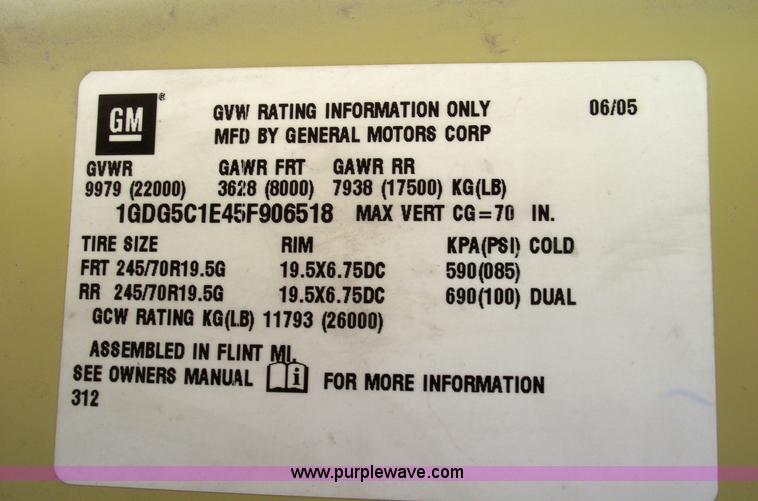 GM ® GVW RATING INFORMATION ONLY 06/05
MFD BY GENERAL MOTORS CORP
GVWR GAWR FRT GAWR RR
9979 (22000) 3628 (8000) 7938 (17500) KG(LB)
1GDG5C1E45F906518 MAX VERT CG=70 IN.
TIRE SIZE RIM KPA(PSI) COLD
FRT 245/70R19.5G 19.5X6.75DC 590(085)
RR 245/70R19.5G 19.5X6.75DC 690(100) DUAL
GCW RATING KG(LB) 11793 (26000)
ASSEMBLED IN FLINT MI.
SEE OWNERS MANUAL i FOR MORE INFORMATION
312
www.purplewave.com